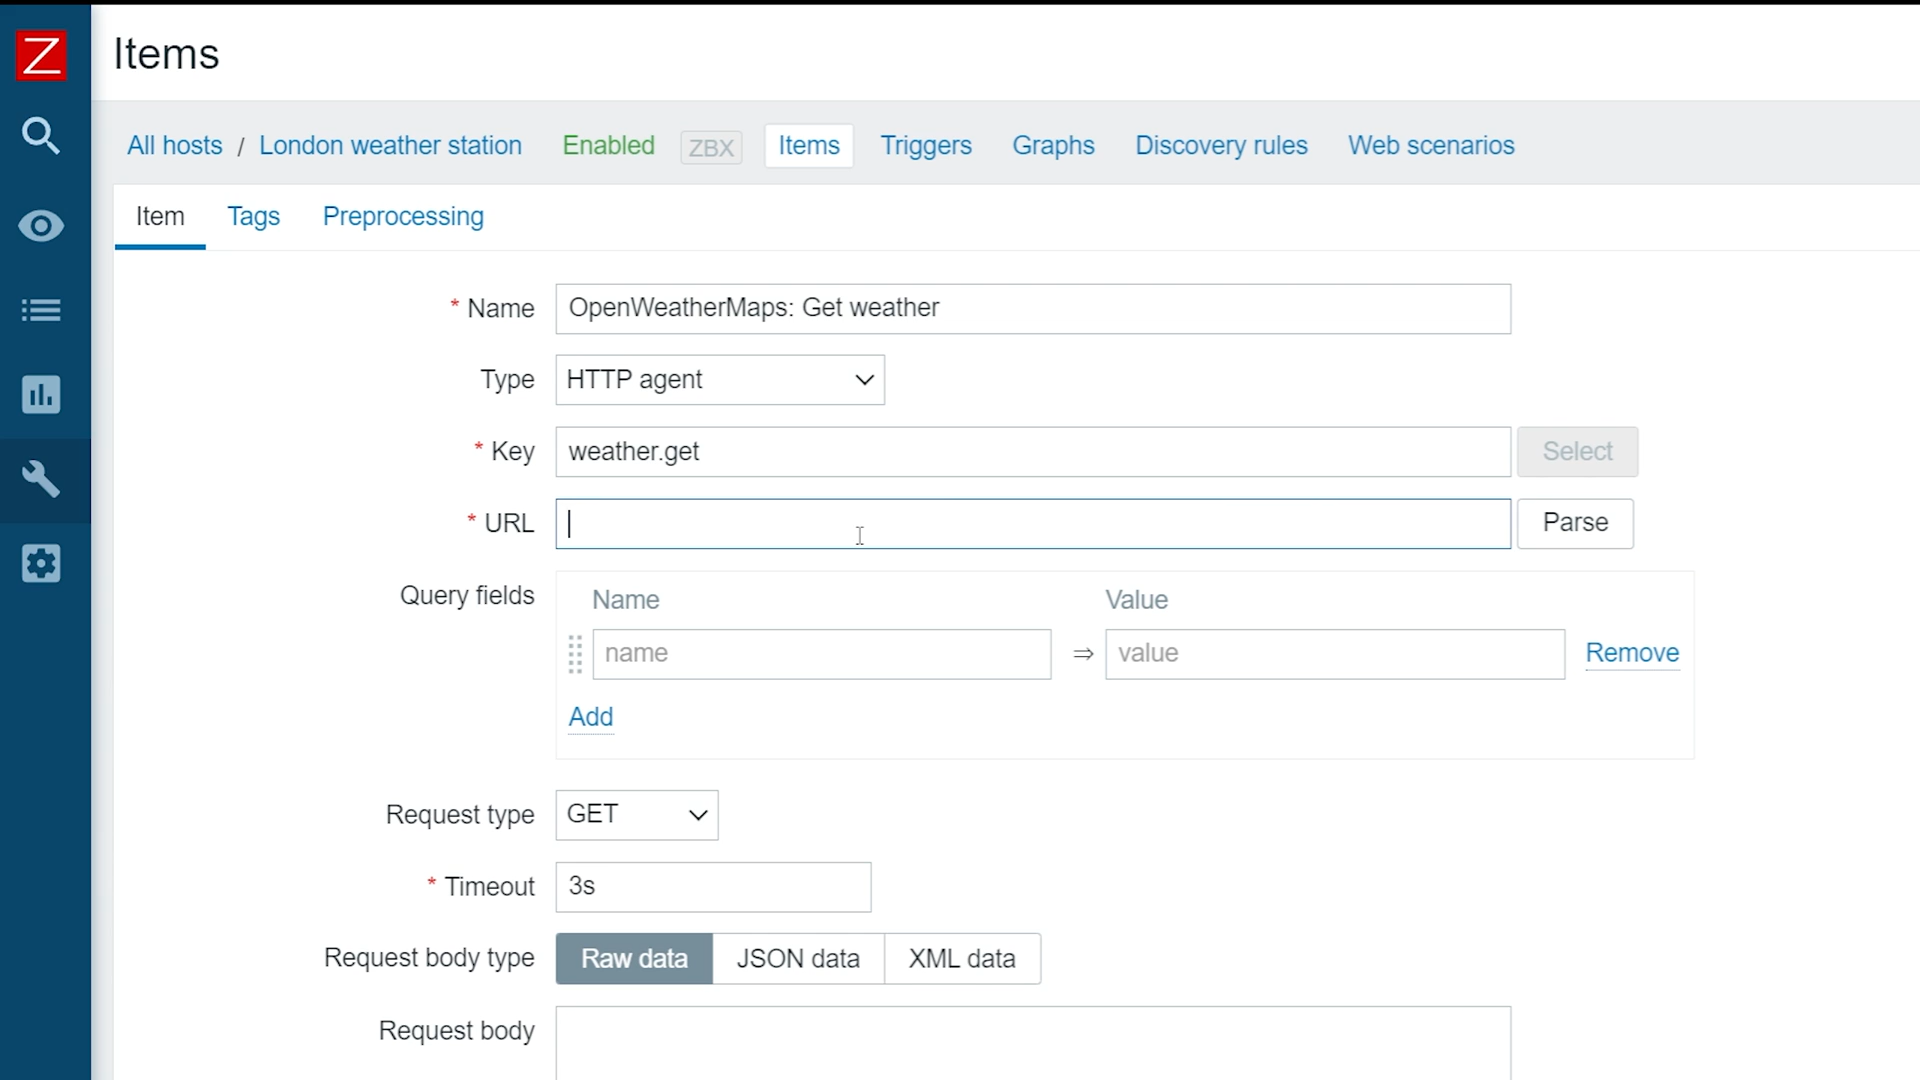 Z
Items
All hosts / London weather station Enabled ZBX Items Triggers Graphs Discovery rules Web scenarios
Item Tags Preprocessing
* Name OpenWeatherMaps: Get weather
Type HTTP agent
* Key weather.get Select
* URL Parse
Query fields Name Value
name ⇒ value Remove
Add
Request type GET
* Timeout 3s
Request body type Raw data JSON data XML data
Request body